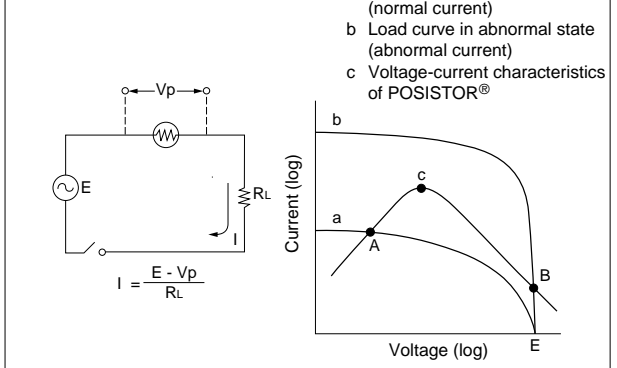 (normal current)
b Load curve in abnormal state
(abnormal current)
c Voltage-current characteristics
of POSISTOR®
Vp
E
RL
I
I = E - Vp
RL
Current (log)
b
a
c
A
B
Voltage (log)
E